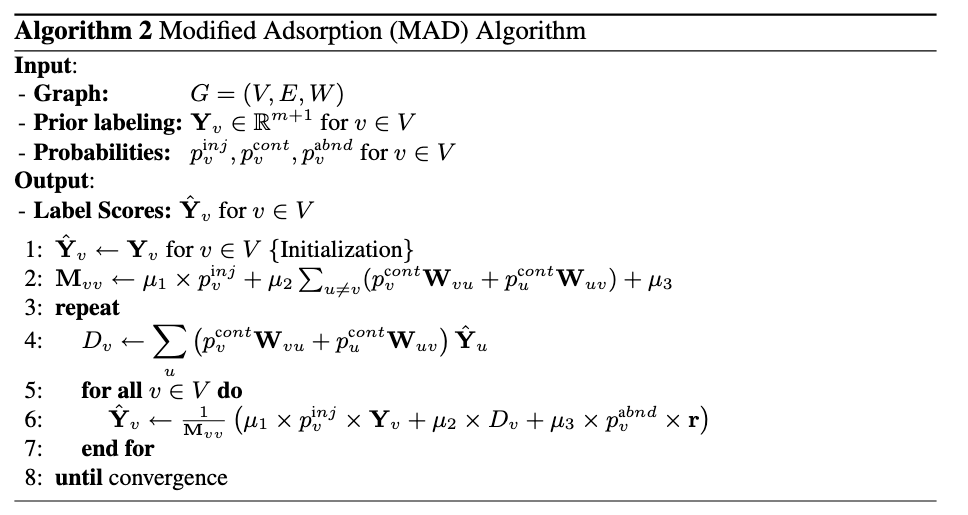 Algorithm 2 Modified Adsorption (MAD) Algorithm
Input:
- Graph: G = (V, E, W)
- Prior labeling: Y_v ∈ ℝ^{m+1} for v ∈ V
- Probabilities: p_v^{inj}, p_v^{cont}, p_v^{abnd} for v ∈ V
Output:
- Label Scores: Ŷ_v for v ∈ V
1: Ŷ_v ← Y_v for v ∈ V {Initialization}
2: M_{vv} ← μ_1 × p_v^{inj} + μ_2 ∑_{u≠v} (p_v^{cont} W_{vu} + p_u^{cont} W_{uv}) + μ_3
3: repeat
4: D_v ← ∑_u (p_v^{cont} W_{vu} + p_u^{cont} W_{uv}) Ŷ_u
5: for all v ∈ V do
6: Ŷ_v ← \frac{1}{M_{vv}} (μ_1 × p_v^{inj} × Y_v + μ_2 × D_v + μ_3 × p_v^{abnd} × r)
7: end for
8: until convergence